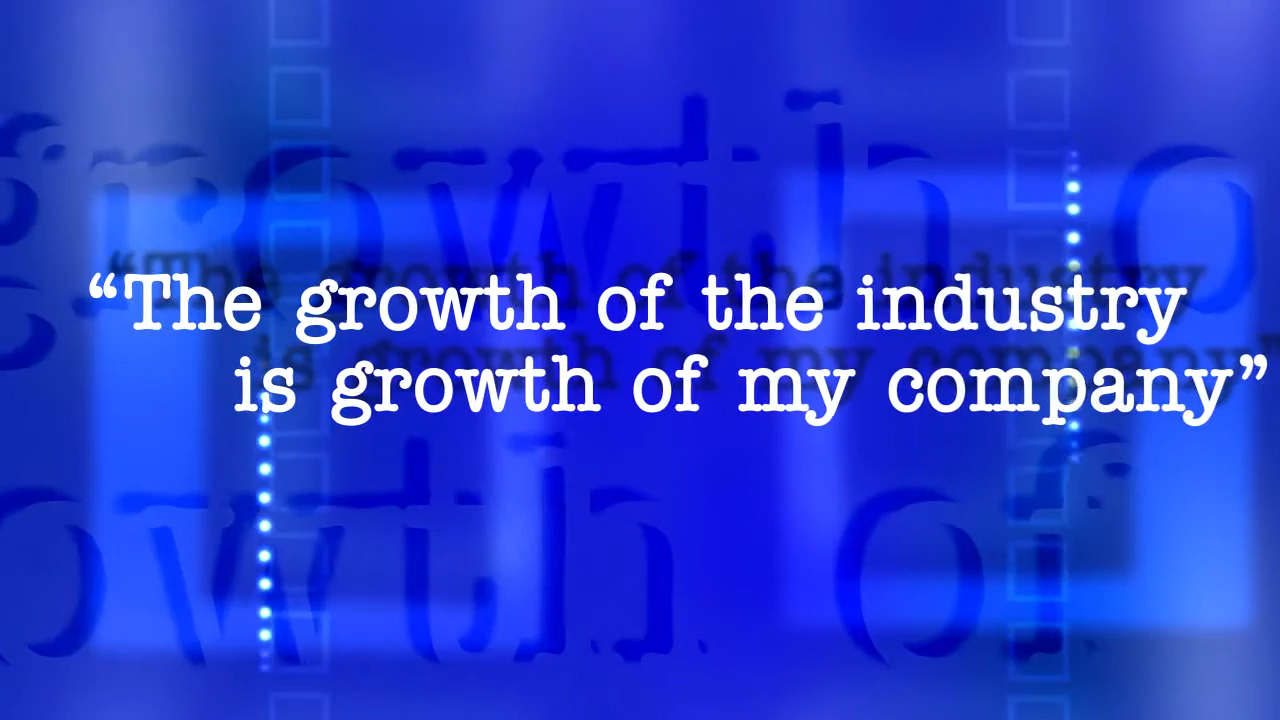 “The growth of the industry
is growth of my company”